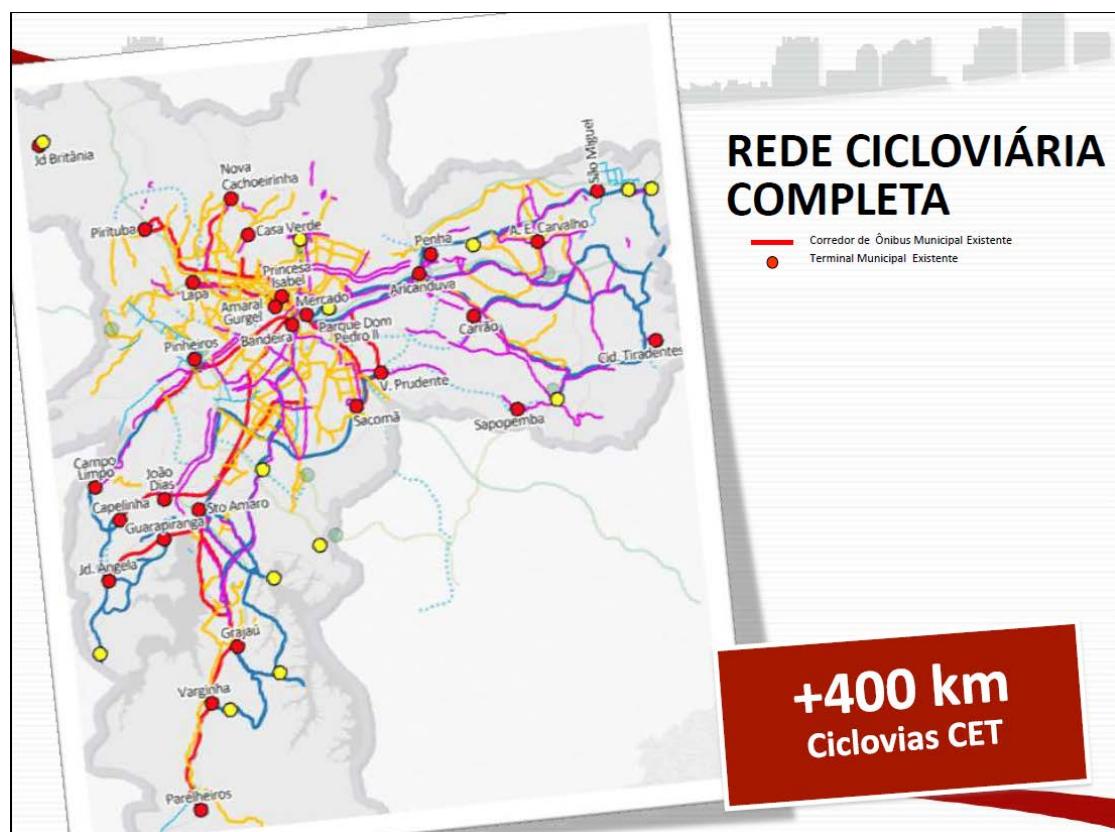 REDE CICLOVIÁRIA
COMPLETA
Corredor de Ônibus Municipal Existente
Terminal Municipal Existente
Jd Britânia
Nova
Cachoeirinha
Pirituba
Casa Verde
São Miguel
Penha
A. E. Carvalho
Lapa
Princesa
Isabel
Amaral
Gurgel
Mercado
Aricanduva
Bandeira
Parque Dom
Pedro II
Carrão
Pinheiros
Cid. Tiradentes
V. Prudente
Sacomã
Sapopemba
Campo
Limpo
João
Dias
Capelinha
Sto Amaro
Guarapiranga
Jd. Angela
Grajaú
Varginha
Parelheiros
+400 km
Ciclovias CET